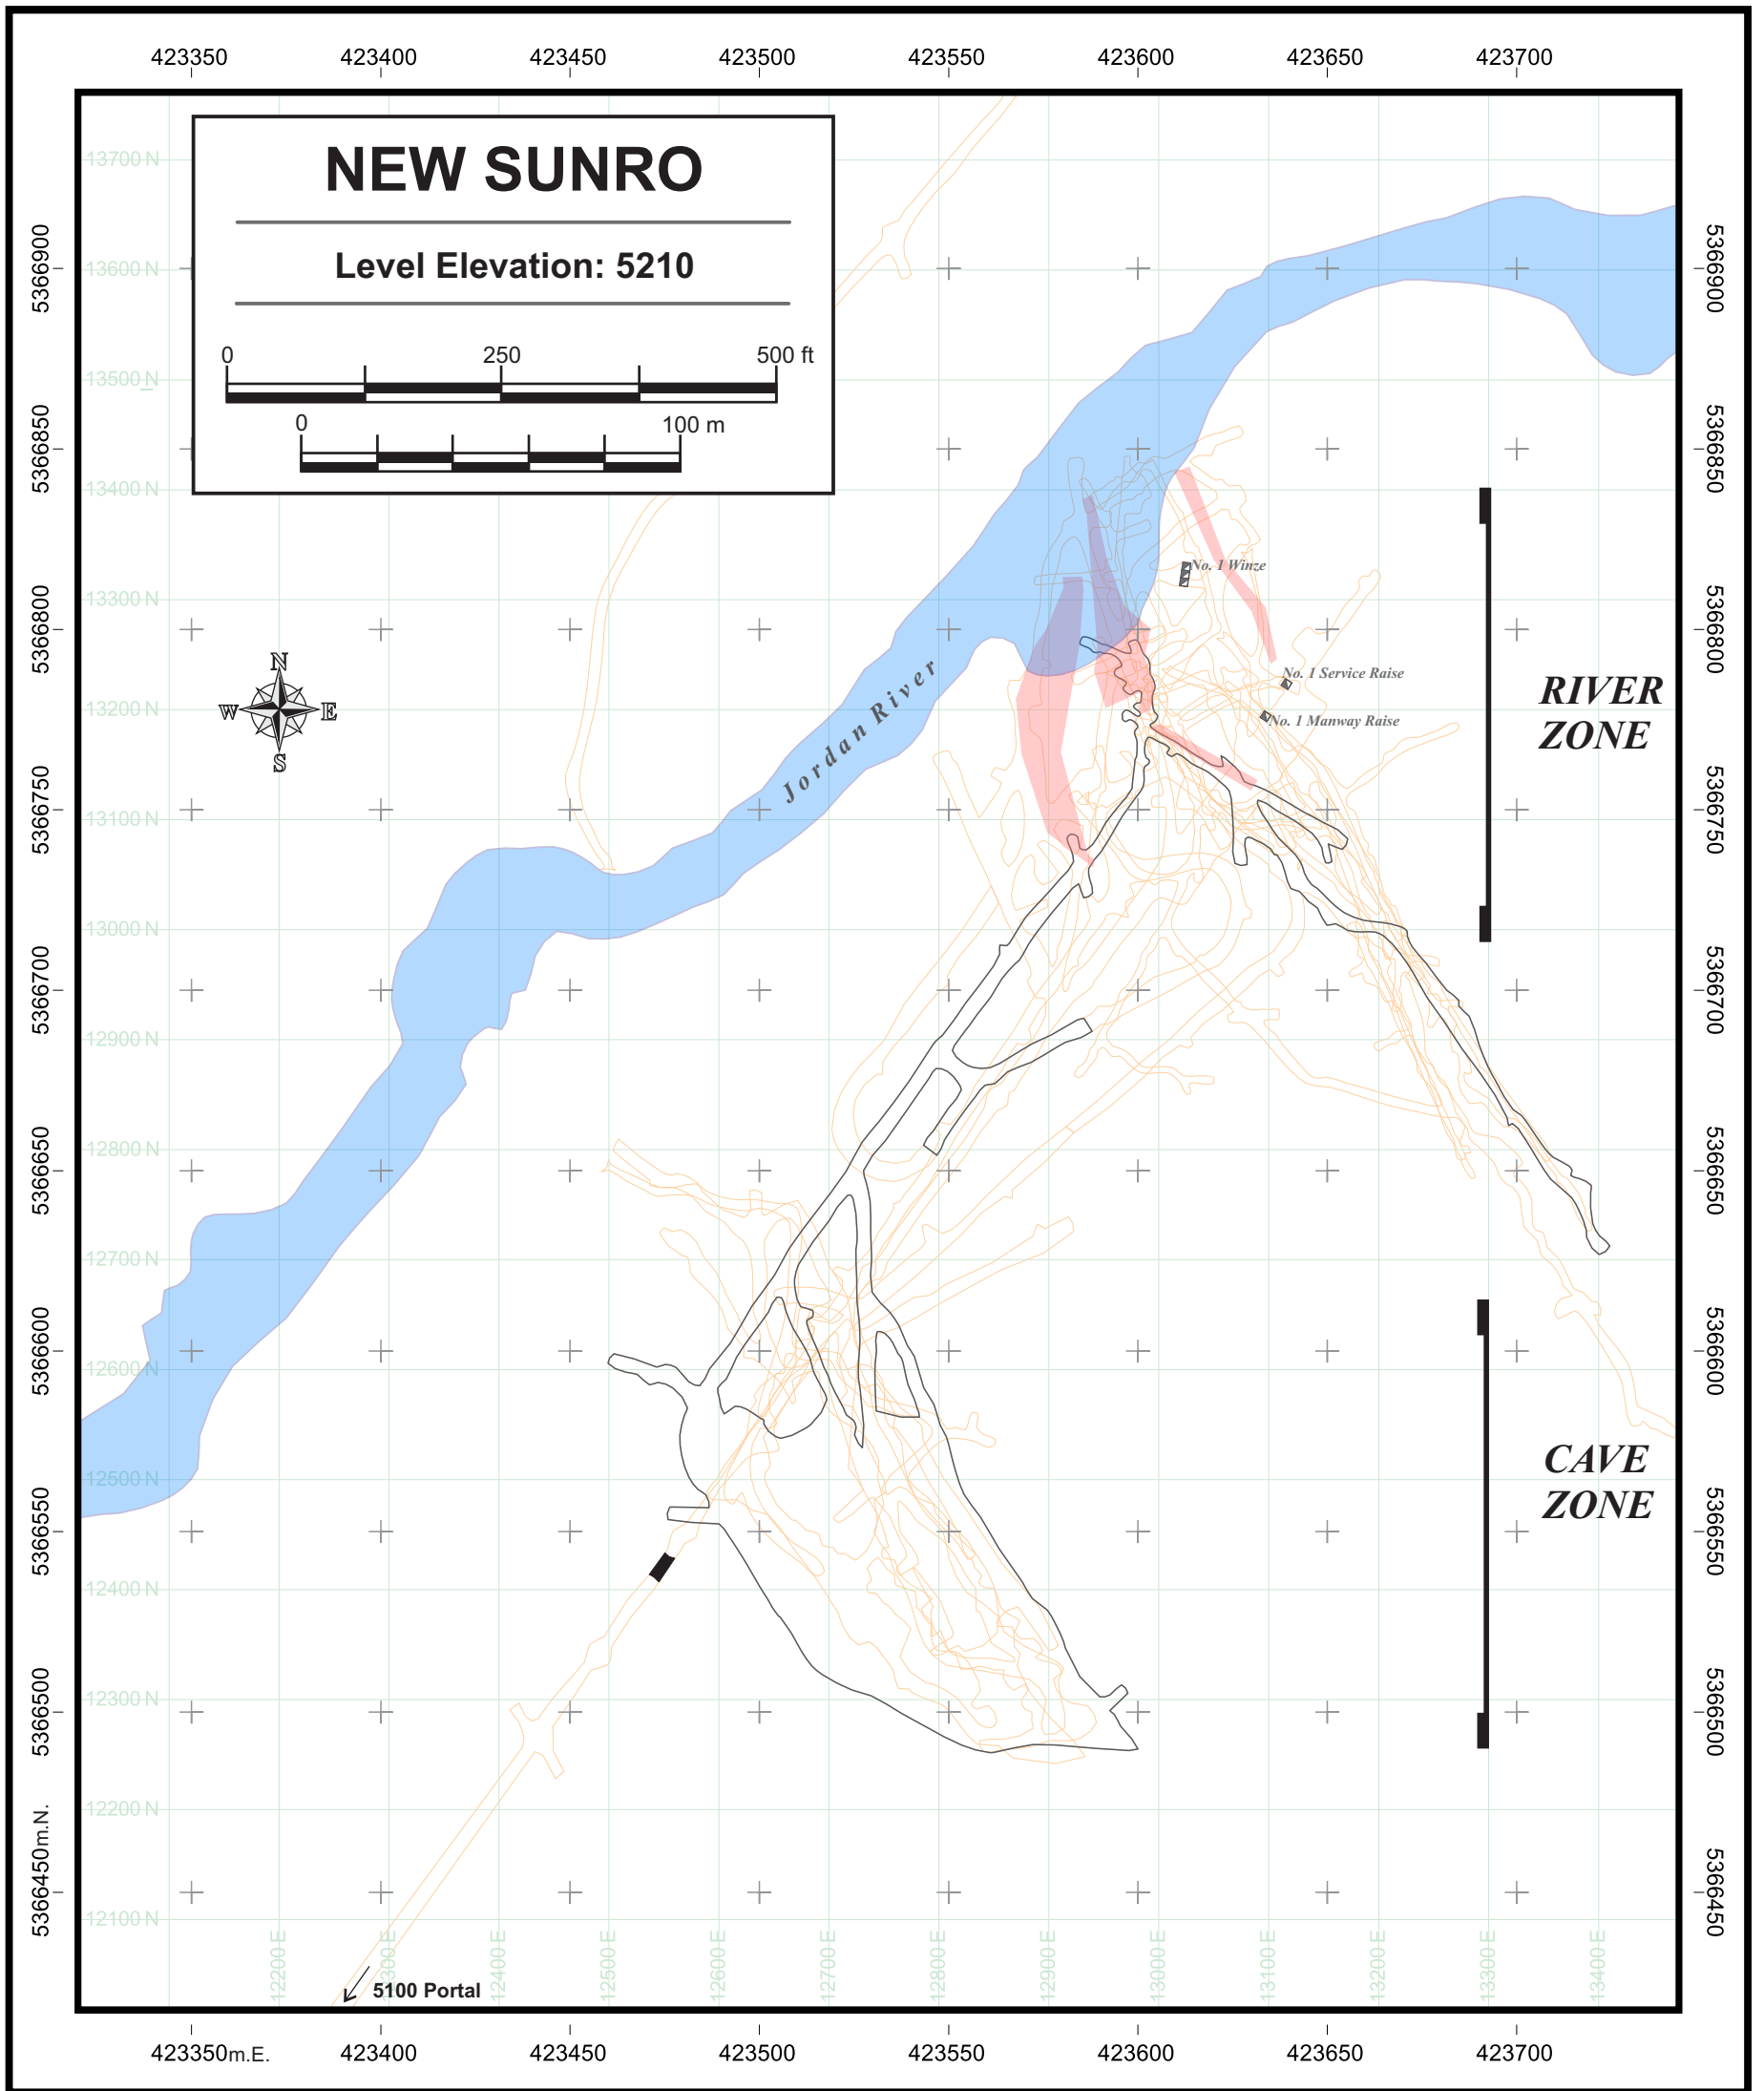 423350 423400 423450 423500 423550 423600 423650 423700
NEW SUNRO
Level Elevation: 5210
0 250 500 ft
0 100 m
13700 N
13600 N
13500 N
13400 N
13300 N
13200 N
13100 N
13000 N
12900 N
12800 N
12700 N
12600 N
12500 N
12400 N
12300 N
12200 N
12100 N
5366900
5366850
5366800
5366750
5366700
5366650
5366600
5366550
5366500
5366450m.N.
N
W E
S
Jordan River
No. 1 Winze
No. 1 Service Raise
No. 1 Manway Raise
RIVER
ZONE
CAVE
ZONE
5366900
5366850
5366800
5366750
5366700
5366650
5366600
5366550
5366500
5366450
12200 E 12300 E 12400 E 12500 E 12600 E 12700 E 12800 E 12900 E 13000 E 13100 E 13200 E 13300 E 13400 E
5100 Portal
423350m.E. 423400 423450 423500 423550 423600 423650 423700